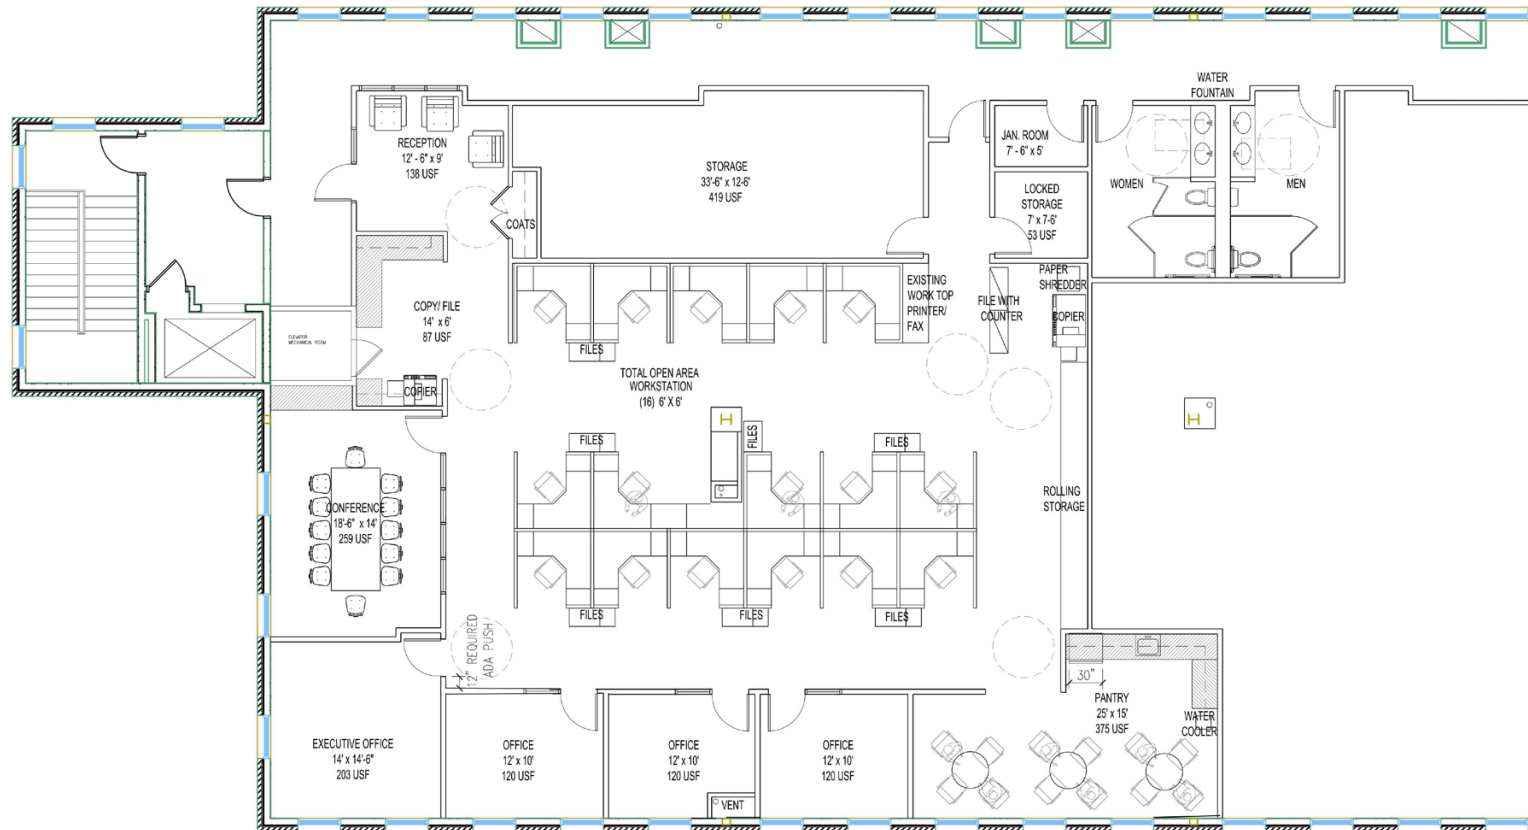 WATER
FOUNTAIN
RECEPTION
12' - 6" x 9'
138 USF
STORAGE
33'-6" x 12-6'
419 USF
JAN. ROOM
7' - 6" x 5'
WOMEN
MEN
LOCKED
STORAGE
7' x 7'-6'
53 USF
COATS
COPY/ FILE
14' x 6'
87 USF
ELEVATOR
MECHANICAL ROOM
COPIER
EXISTING
WORK TOP
PRINTER/
FAX
FILE WITH
COUNTER
PAPER
SHREDDER
COPIER
FILES
TOTAL OPEN AREA
WORKSTATION
(16) 6' X 6'
H
H
FILES
FILES
FILES
CONFERENCE
18'-6" x 14'
259 USF
ROLLING
STORAGE
FILES
FILES
FILES
12" REQUIRED
ADA PUSH/
30"
PANTRY
25' x 15'
375 USF
WATER
COOLER
EXECUTIVE OFFICE
14' x 14'-6"
203 USF
OFFICE
12' x 10'
120 USF
OFFICE
12' x 10'
120 USF
OFFICE
12' x 10'
120 USF
VENT